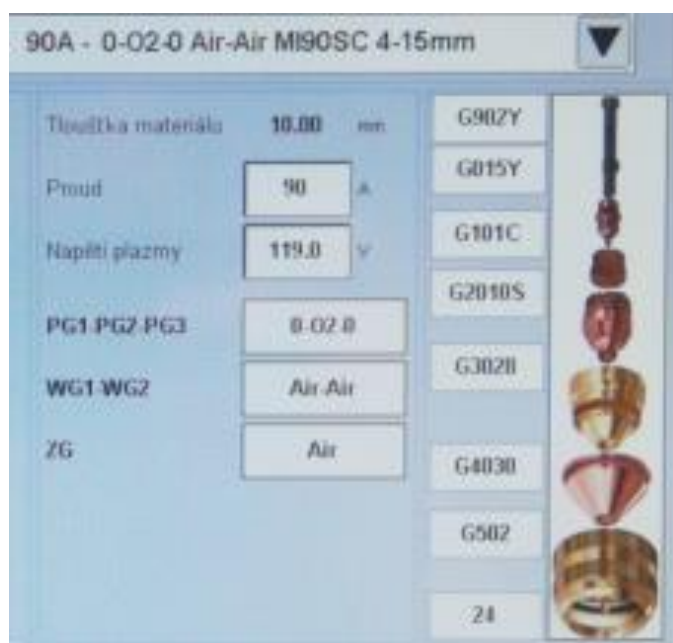 90A - 0-O2-0 Air-Air MI90SC 4-15mm
Tloušťka materiálu 10.00 mm
Proud 90 A
Napětí plazmy 119.0 V
PG1-PG2-PG3 0-O2-0
WG1-WG2 Air-Air
ZG Air
G902Y
G015Y
G101C
G2010S
G4030
G502
24